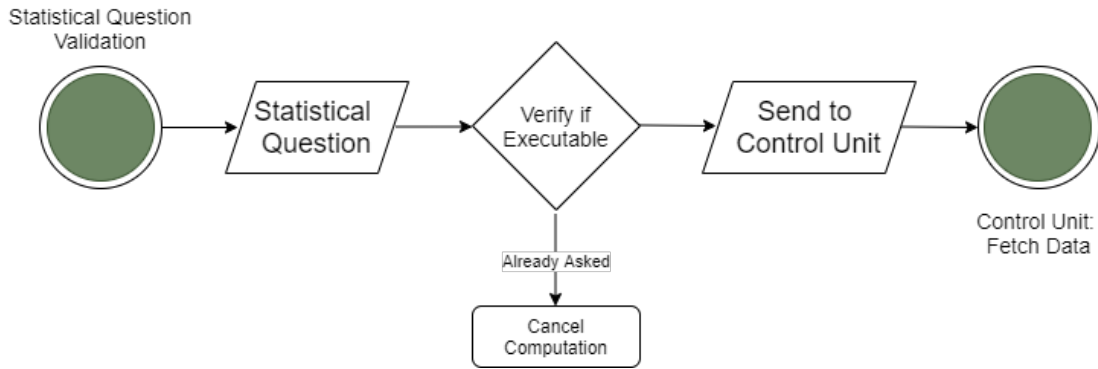 Statistical Question
Validation
Statistical
Question
Verify if
Executable
Send to
Control Unit
Control Unit:
Fetch Data
Already Asked
Cancel
Computation